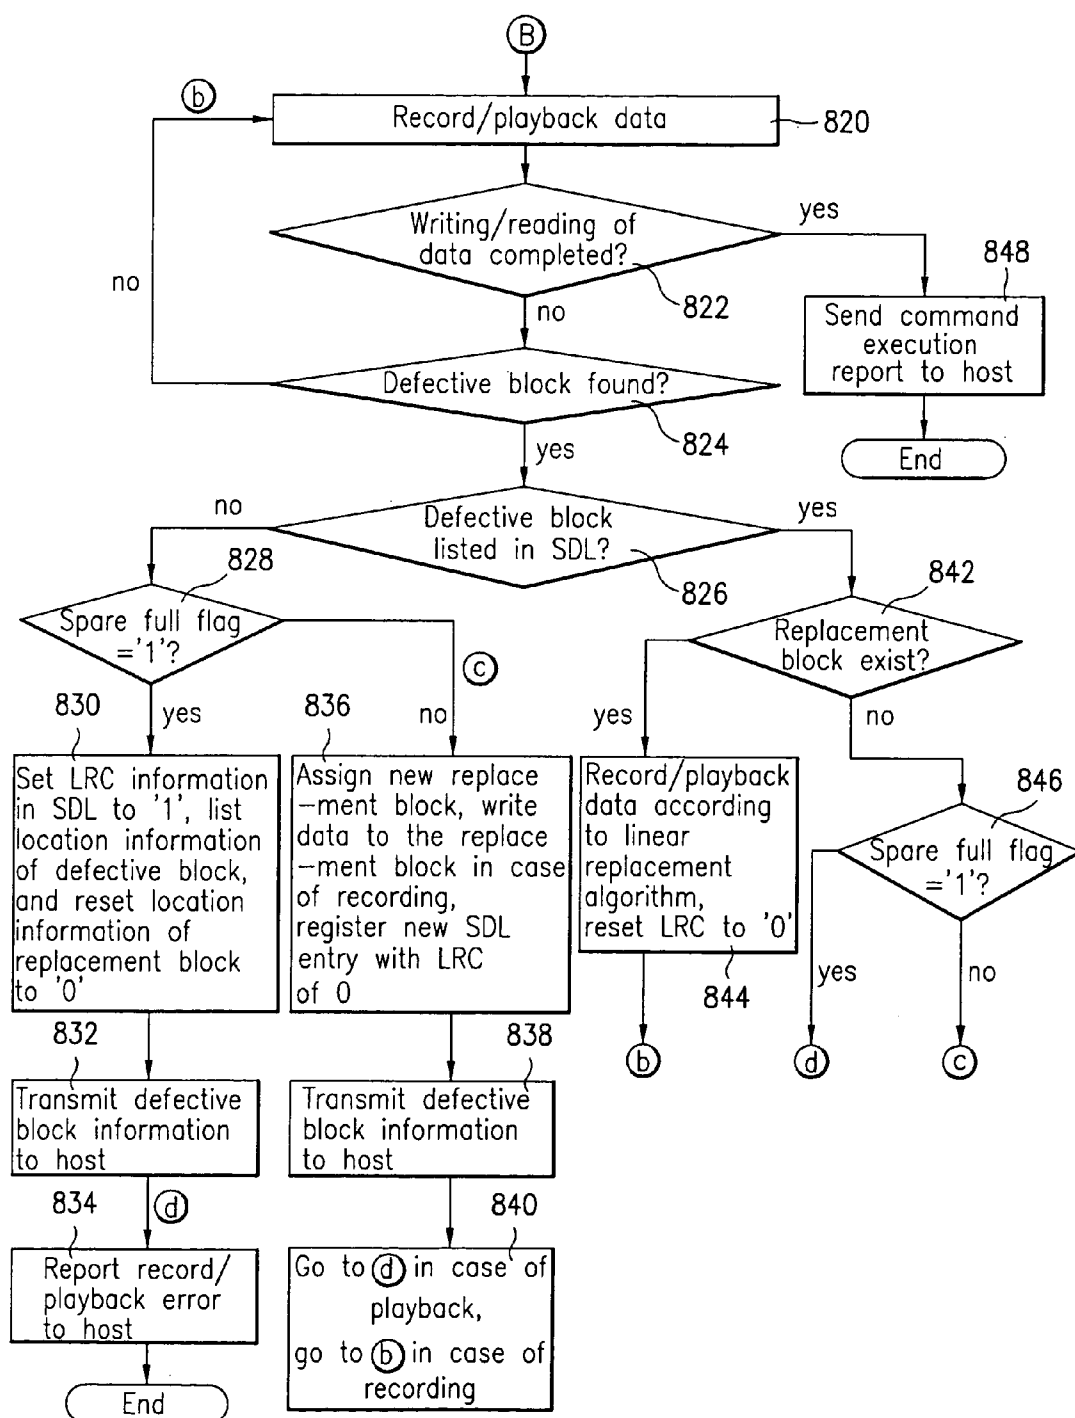 B
b
Record/playback data
820
Writing/reading of
data completed?
822
yes
no
no
848
Send command
execution
report to host
End
Defective block found?
824
yes
Defective block
listed in SDL?
826
no
yes
828
Spare full flag
='1'?
842
Replacement
block exist?
c
830
yes
836
no
yes
no
Set LRC information
in SDL to '1', list
location information
of defective block,
and reset location
information of
replacement block
to '0'
Assign new replace
-ment block, write
data to the replace
-ment block in case
of recording,
register new SDL
entry with LRC
of 0
Record/playback
data according
to linear
replacement
algorithm,
reset LRC to '0'
844
846
Spare full flag
='1'?
yes
no
b
d
c
832
Transmit defective
block information
to host
838
Transmit defective
block information
to host
834
d
Report record/
playback error
to host
End
840
Go to d in case of
playback,
go to b in case of
recording